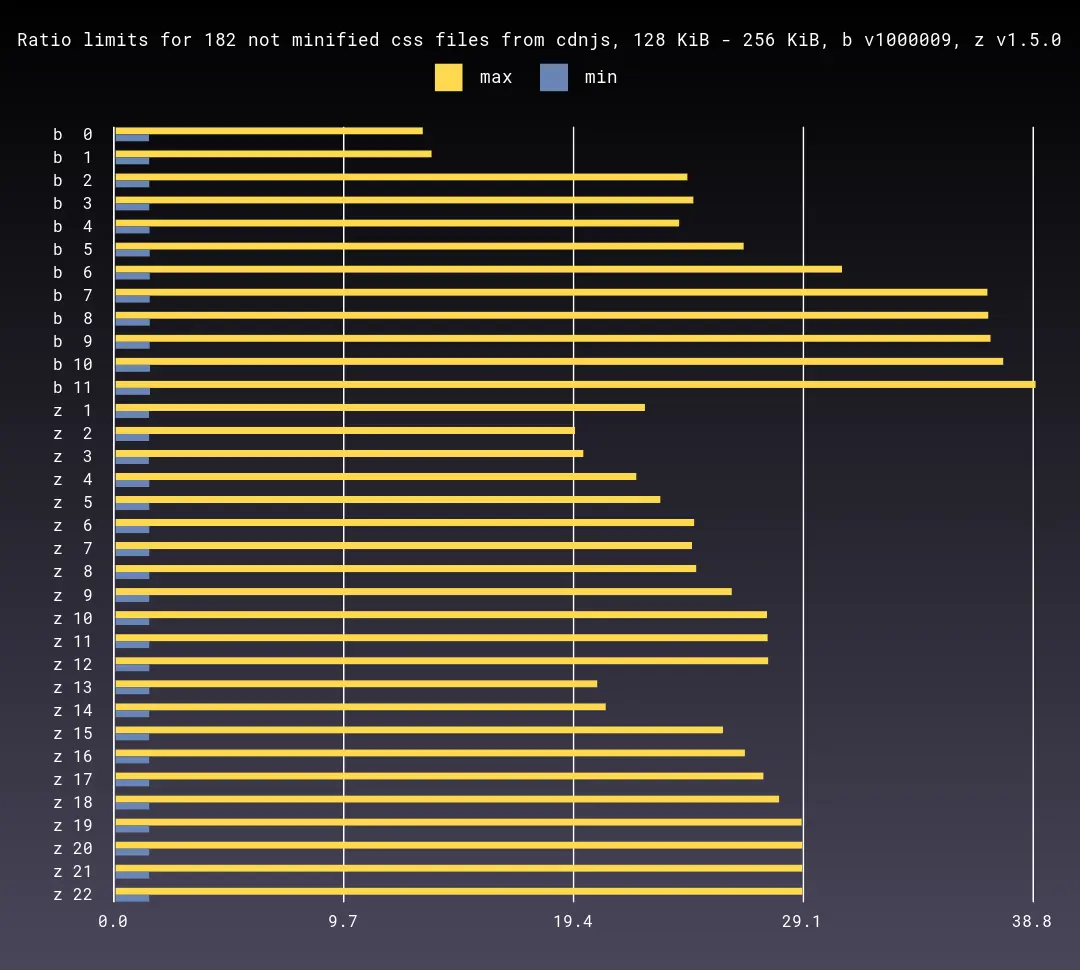 Ratio limits for 182 not minified css files from cdnjs, 128 KiB - 256 KiB, b v1000009, z v1.5.0
max min
b 0
b 1
b 2
b 3
b 4
b 5
b 6
b 7
b 8
b 9
b 10
b 11
z 1
z 2
z 3
z 4
z 5
z 6
z 7
z 8
z 9
z 10
z 11
z 12
z 13
z 14
z 15
z 16
z 17
z 18
z 19
z 20
z 21
z 22
0.0 9.7 19.4 29.1 38.8